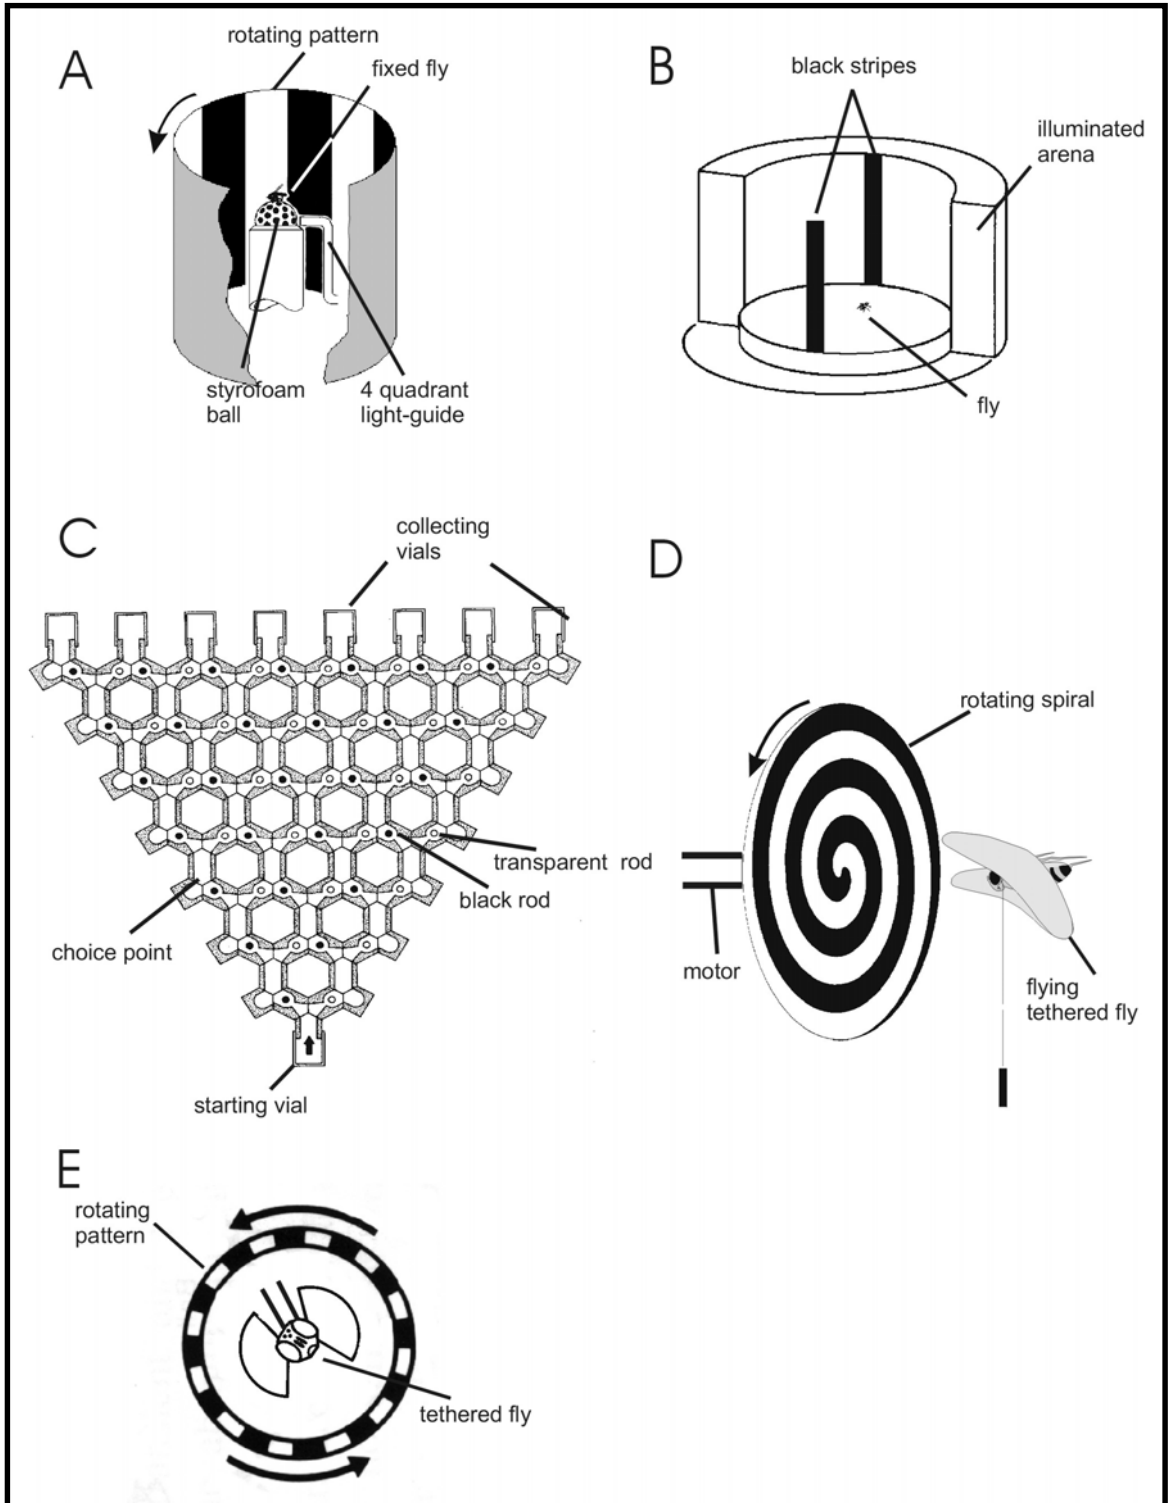 A
rotating pattern
fixed fly
styrofoam
ball
4 quadrant
light-guide
B
black stripes
illuminated
arena
fly
C
collecting
vials
transparent rod
black rod
choice point
starting vial
D
rotating spiral
motor
flying
tethered fly
E
rotating
pattern
tethered fly